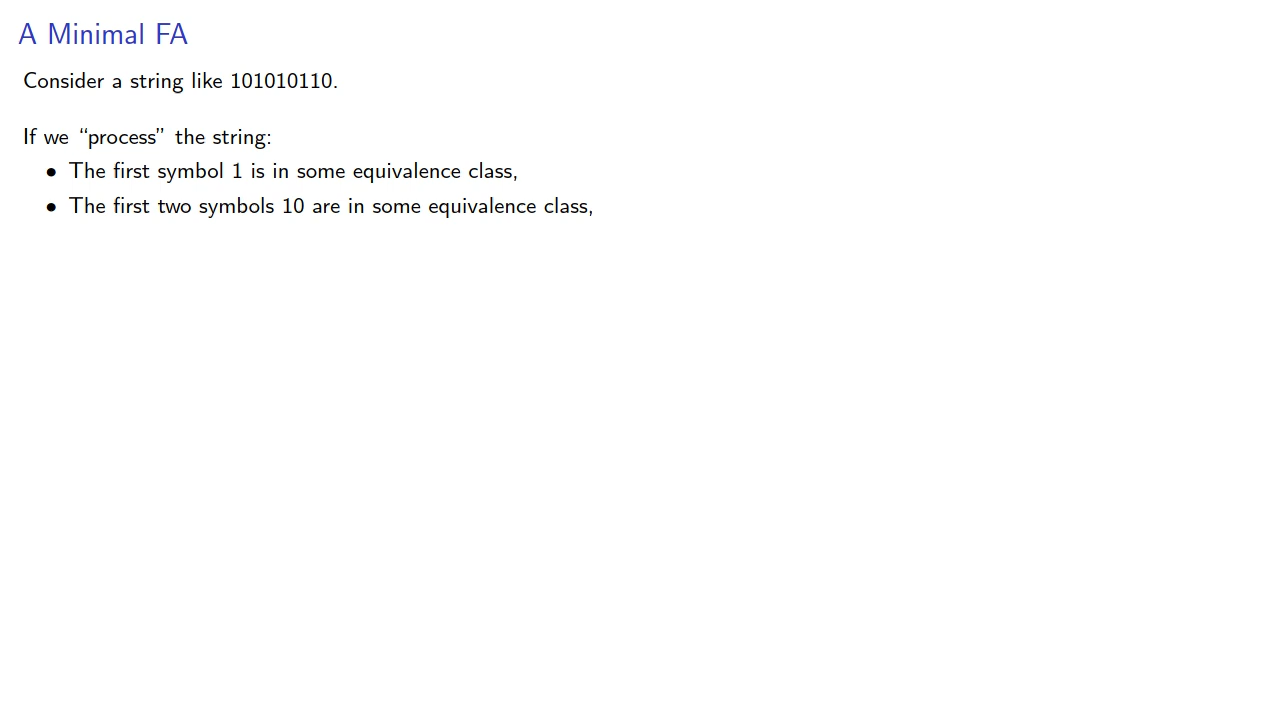 A Minimal FA
Consider a string like 101010110.
If we “process” the string:
• The first symbol 1 is in some equivalence class,
• The first two symbols 10 are in some equivalence class,